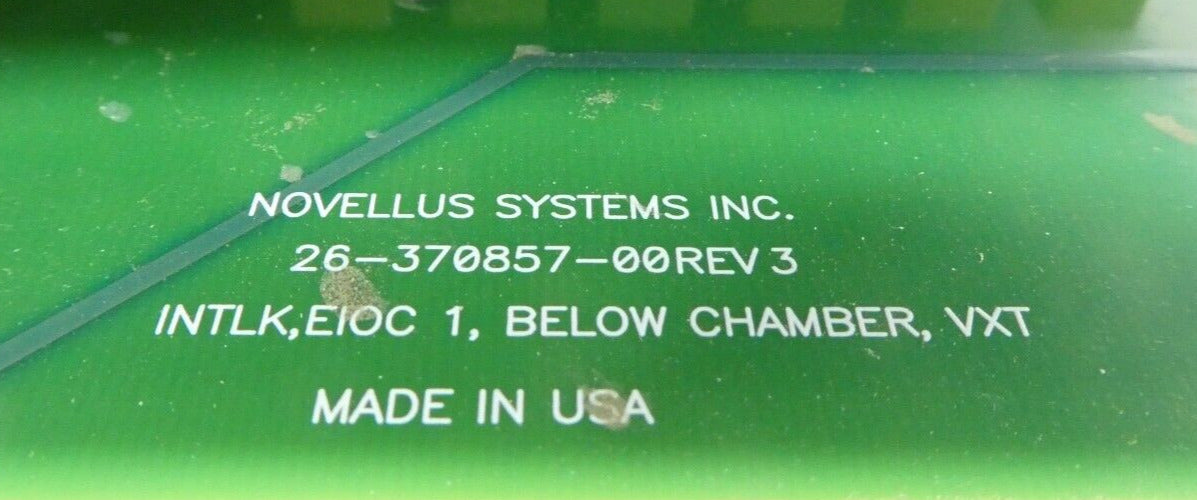 NOVELLUS SYSTEMS INC.
26-370857-00REV3
INTLK,EIOC 1, BELOW CHAMBER, VXT
MADE IN USA